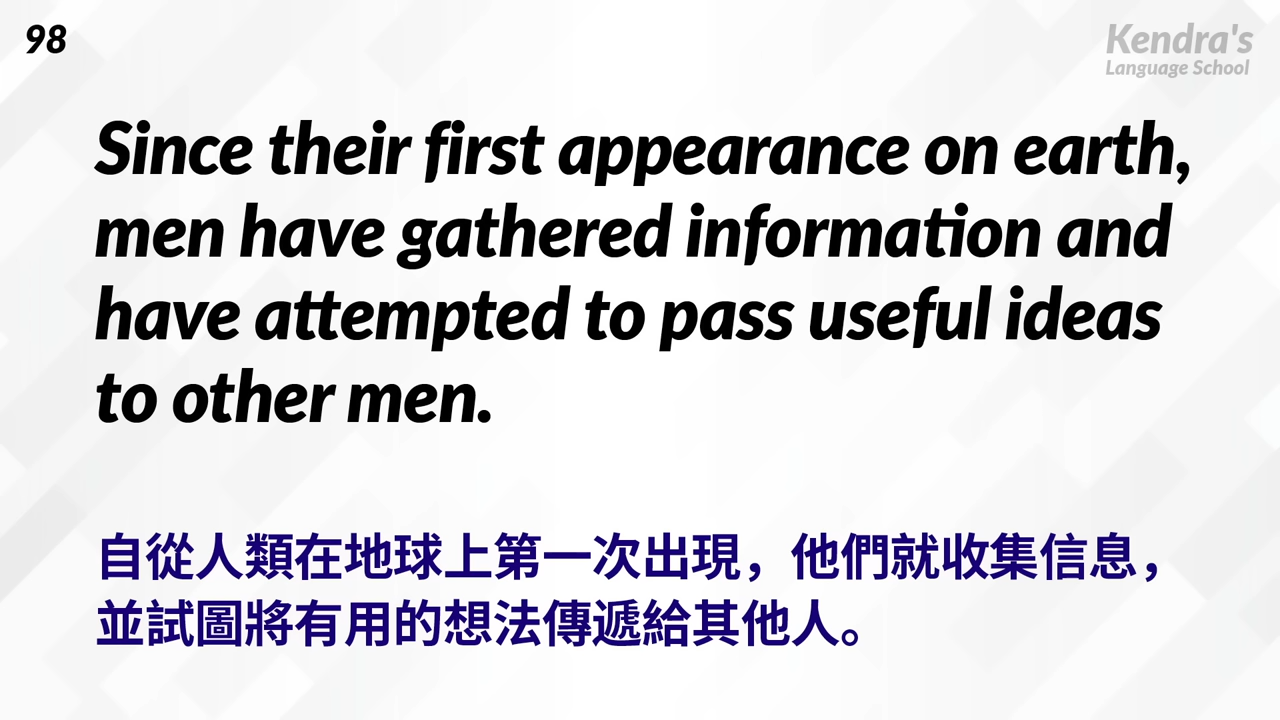 98
Kendra's
Language School
Since their first appearance on earth,
men have gathered information and
have attempted to pass useful ideas
to other men.
自從人類在地球上第一次出現，他們就收集信息，
並試圖將有用的想法傳遞給其他人。